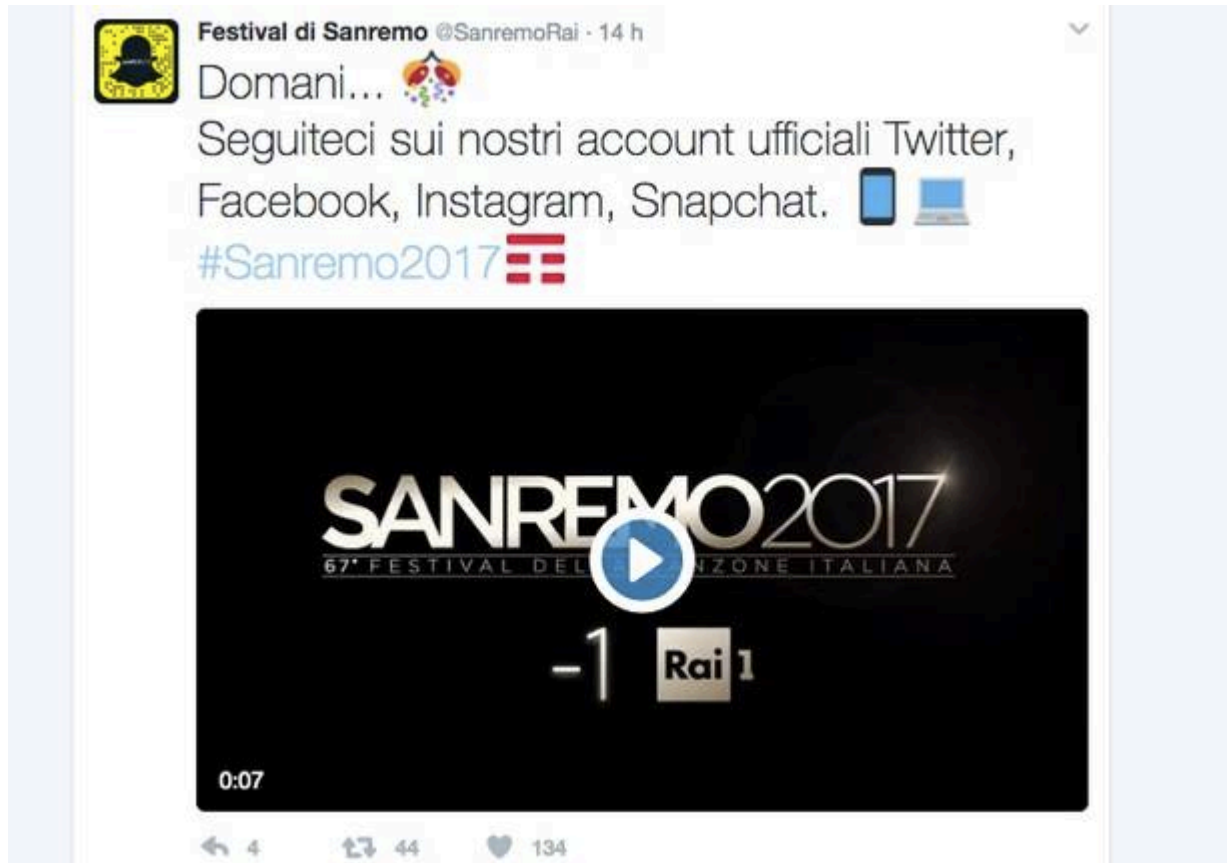 Festival di Sanremo @SanremoRai · 14 h
Domani...
Seguiteci sui nostri account ufficiali Twitter,
Facebook, Instagram, Snapchat.
#Sanremo2017
SANREMO2017
67° FESTIVAL DEL NZONE ITALIANA
-1 Rai 1
0:07
4 44 134